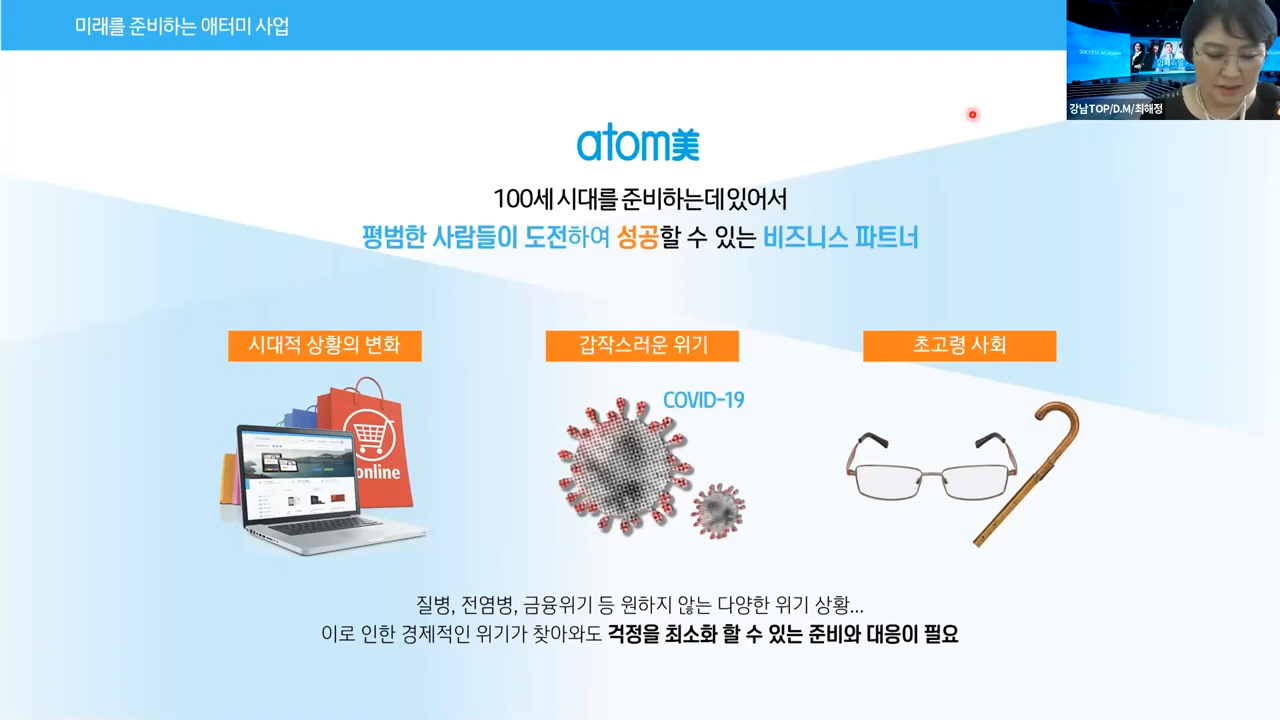 미래를 준비하는 애터미 사업
SUCCESS ACADEMY
강남TOP/D.M/최해정
atom美
100세 시대를 준비하는데 있어서
평범한 사람들이 도전하여 성공할 수 있는 비즈니스 파트너
시대적 상황의 변화
갑작스러운 위기
초고령 사회
COVID-19
online
질병, 전염병, 금융위기 등 원하지 않는 다양한 위기 상황...
이로 인한 경제적인 위기가 찾아와도 걱정을 최소화 할 수 있는 준비와 대응이 필요